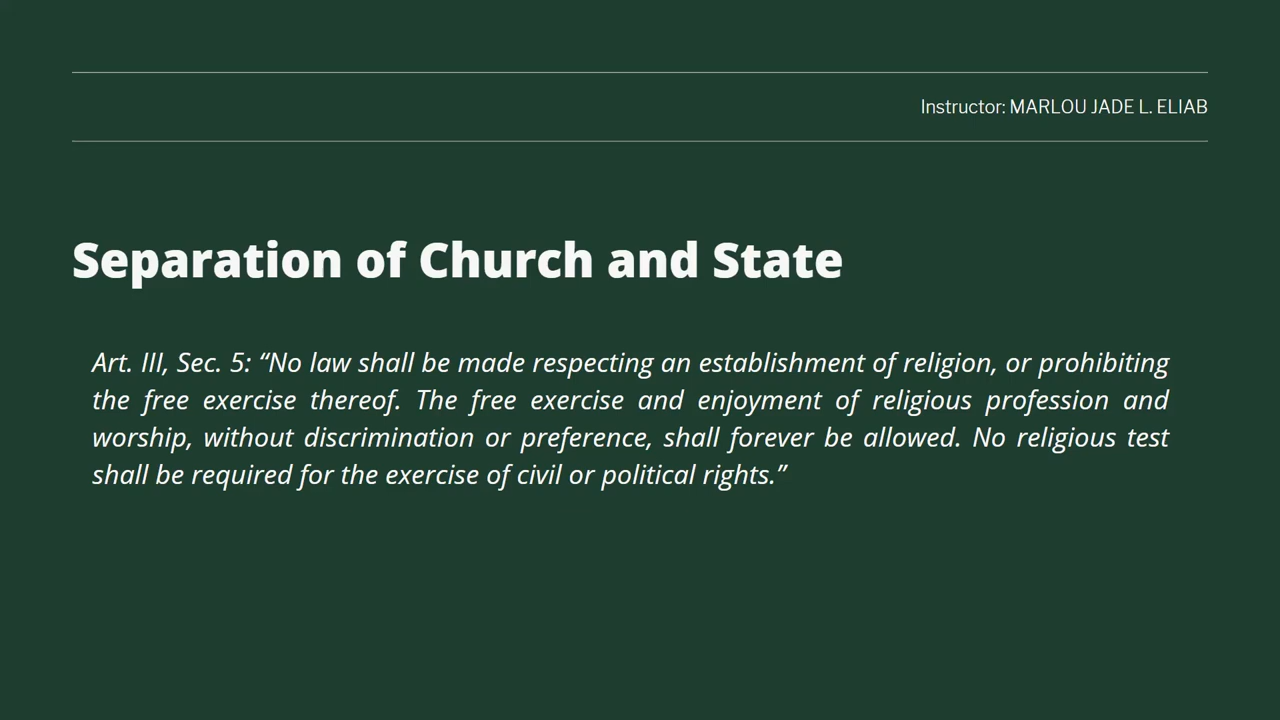 Instructor: MARLOU JADE L. ELIAB
Separation of Church and State
Art. III, Sec. 5: “No law shall be made respecting an establishment of religion, or prohibiting
the free exercise thereof. The free exercise and enjoyment of religious profession and
worship, without discrimination or preference, shall forever be allowed. No religious test
shall be required for the exercise of civil or political rights.”